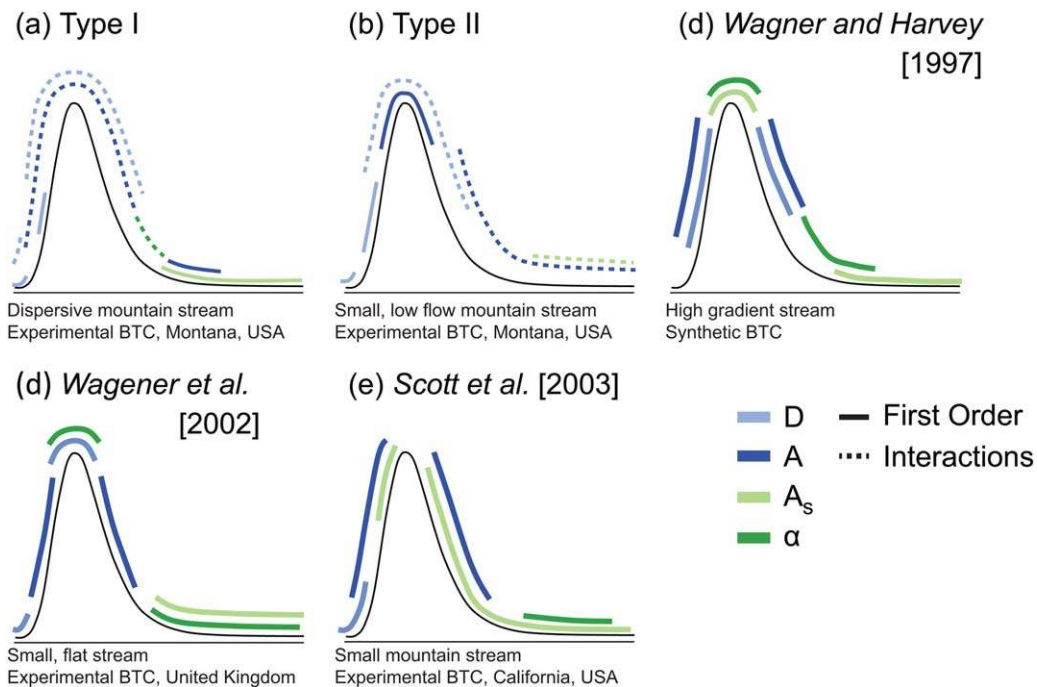 (a) Type I
(b) Type II
(d) Wagner and Harvey
[1997]
Dispersive mountain stream
Experimental BTC, Montana, USA
Small, low flow mountain stream
Experimental BTC, Montana, USA
High gradient stream
Synthetic BTC
(d) Wagener et al.
[2002]
(e) Scott et al. [2003]
Small, flat stream
Experimental BTC, United Kingdom
Small mountain stream
Experimental BTC, California, USA
D
A
As
α
First Order
Interactions